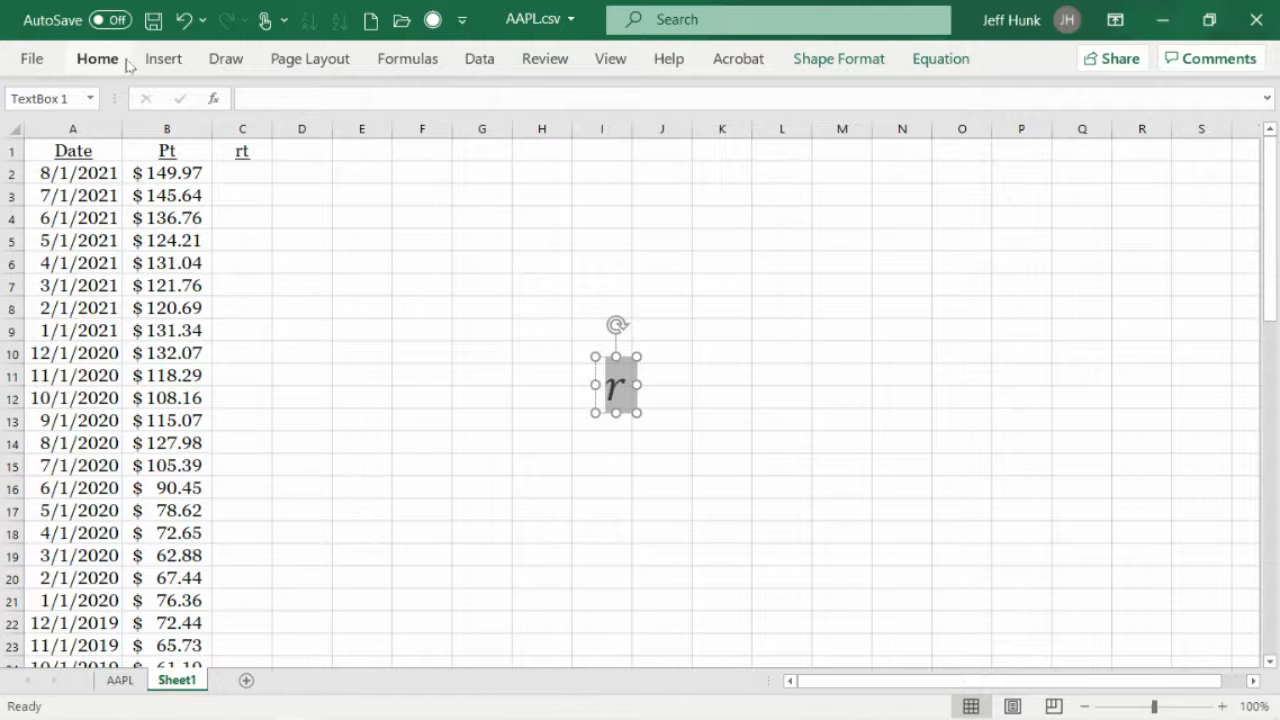 AutoSave Off AAPL.csv Search Jeff Hunk JH
File Home Insert Draw Page Layout Formulas Data Review View Help Acrobat Shape Format Equation Share Comments
TextBox 1 fx
A B C D E F G H I J K L M N O P Q R S
1 Date Pt rt
2 8/1/2021 $ 149.97
3 7/1/2021 $ 145.64
4 6/1/2021 $ 136.76
5 5/1/2021 $ 124.21
6 4/1/2021 $ 131.04
7 3/1/2021 $ 121.76
8 2/1/2021 $ 120.69
9 1/1/2021 $ 131.34
10 12/1/2020 $ 132.07
11 11/1/2020 $ 118.29
12 10/1/2020 $ 108.16
r
13 9/1/2020 $ 115.07
14 8/1/2020 $ 127.98
15 7/1/2020 $ 105.39
16 6/1/2020 $ 90.45
17 5/1/2020 $ 78.62
18 4/1/2020 $ 72.65
19 3/1/2020 $ 62.88
20 2/1/2020 $ 67.44
21 1/1/2020 $ 76.36
22 12/1/2019 $ 72.44
23 11/1/2019 $ 65.73
10/1/2019 $ 61.19
AAPL Sheet1
Ready 100%